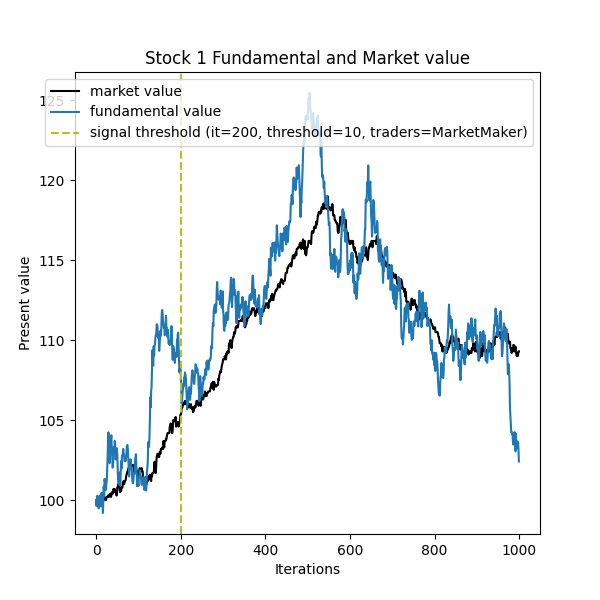 Stock 1 Fundamental and Market value
market value
fundamental value
signal threshold (it=200, threshold=10, traders=MarketMaker)
125
120
115
110
105
100
Present value
0 200 400 600 800 1000
Iterations